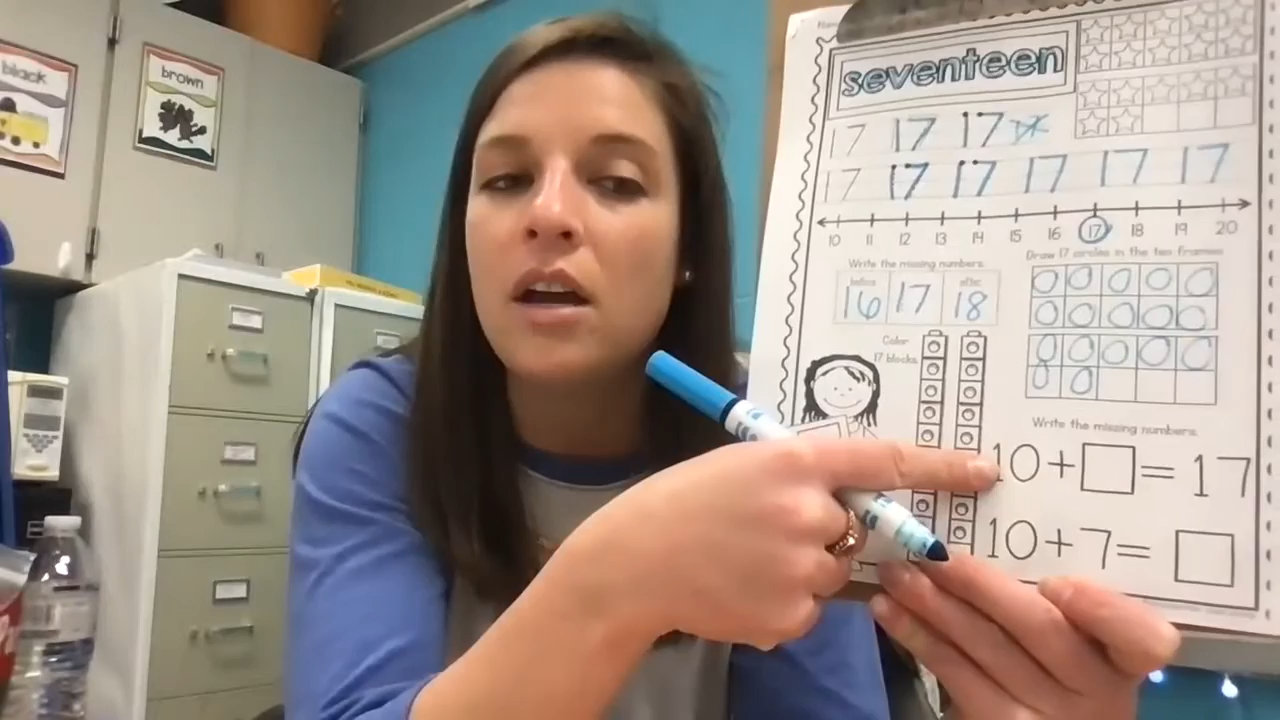 black
brown
seventeen
17 17 17
17 17 17 17 17 17
10 11 12 13 14 15 16 17 18 19 20
Write the missing numbers.
before after
16 17 18
Draw 17 circles in the ten frames.
Color
17 blocks.
Write the missing numbers.
10 + = 17
10 + 7 =